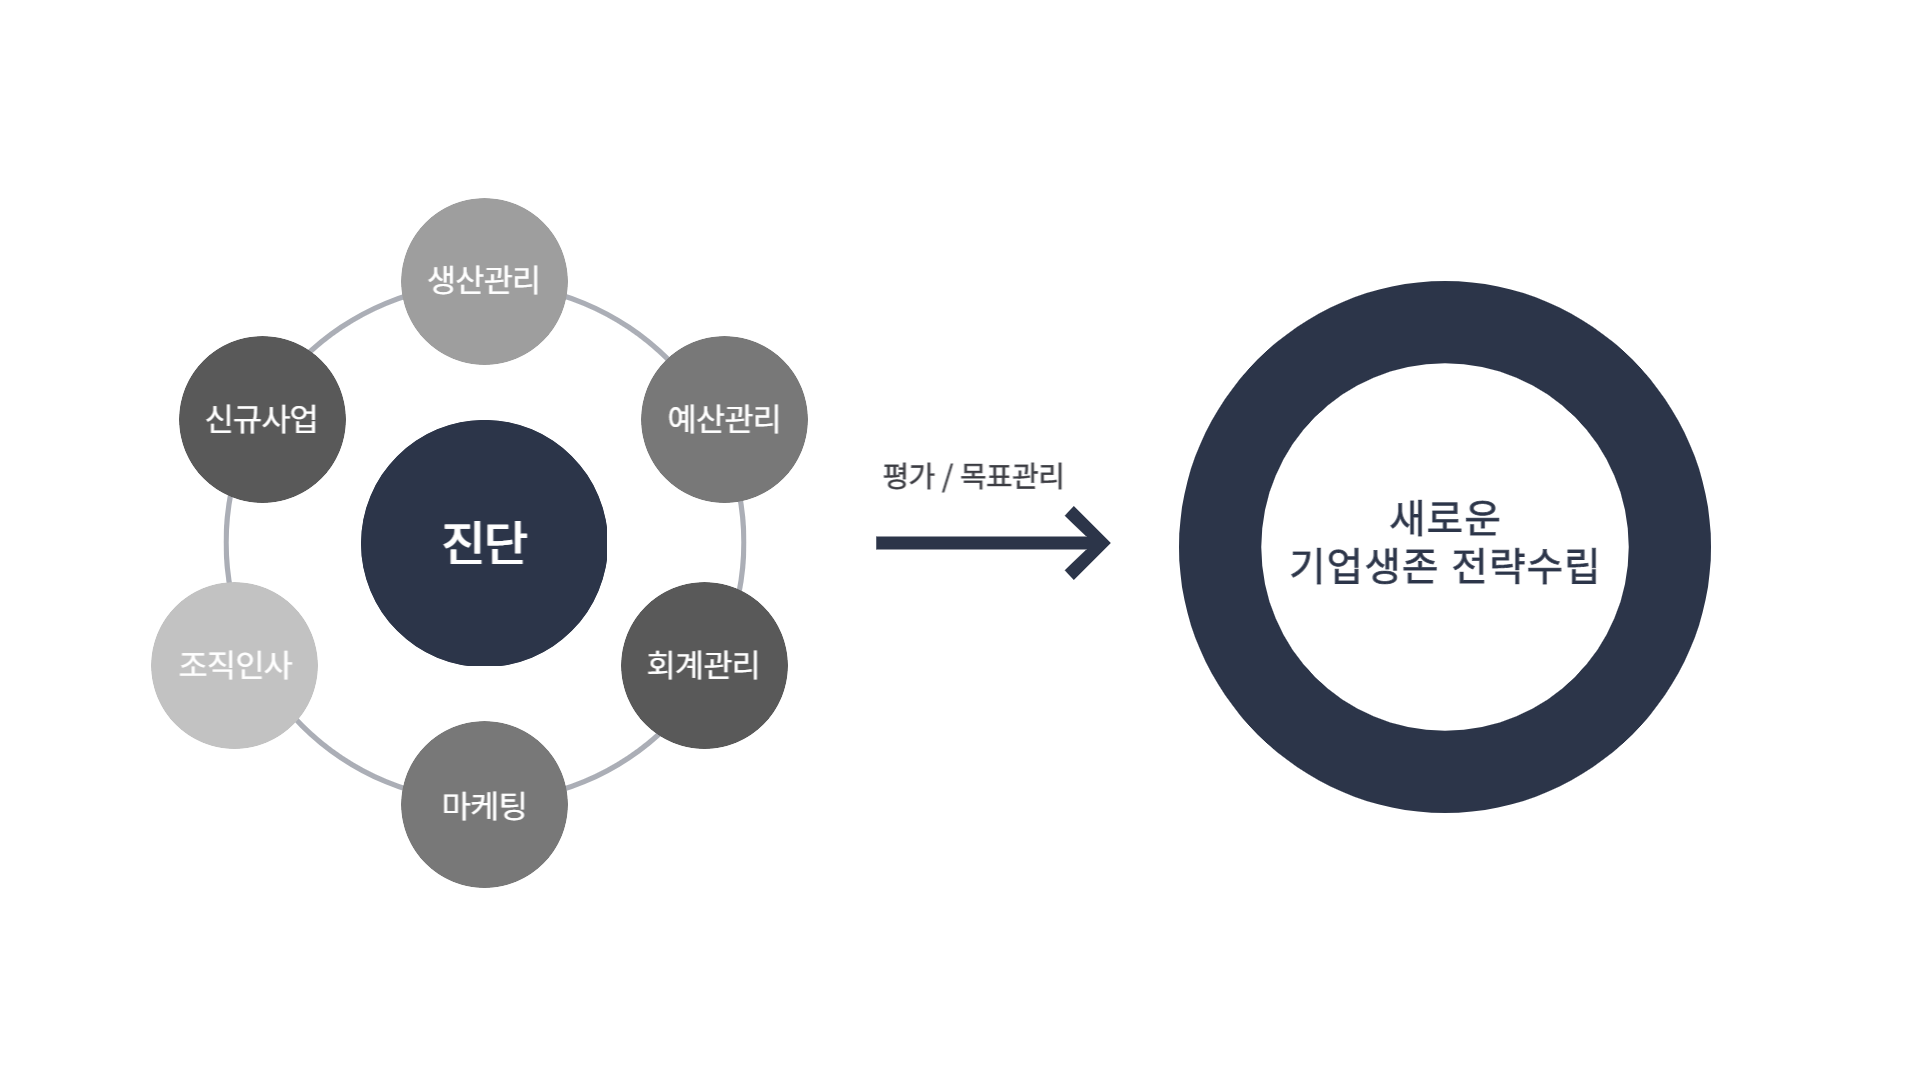 생산관리
신규사업
예산관리
진단
조직인사
회계관리
마케팅
평가 / 목표관리
새로운
기업생존 전략수립